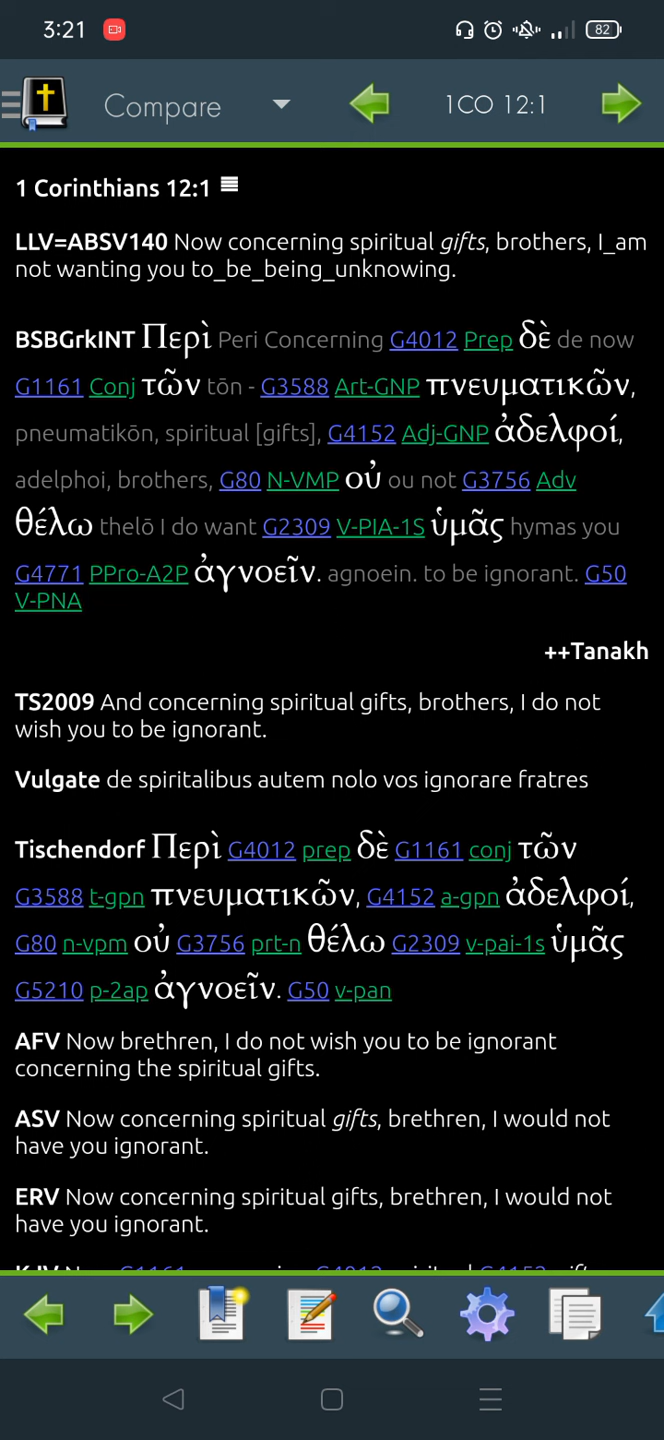 3:21
82
Compare
1CO 12:1
1 Corinthians 12:1
LLV=ABSV140 Now concerning spiritual gifts, brothers, I_am
not wanting you to_be_being_unknowing.
BSBGrkINT Περὶ Peri Concerning G4012 Prep δὲ de now
G1161 Conj τῶν tōn - G3588 Art-GNP πνευματικῶν,
pneumatikōn, spiritual [gifts], G4152 Adj-GNP ἀδελφοί,
adelphoi, brothers, G80 N-VMP οὐ ou not G3756 Adv
θέλω thelō I do want G2309 V-PIA-1S ὑμᾶς hymas you
G4771 PPro-A2P ἀγνοεῖν. agnoein. to be ignorant. G50
V-PNA
++Tanakh
TS2009 And concerning spiritual gifts, brothers, I do not
wish you to be ignorant.
Vulgate de spiritalibus autem nolo vos ignorare fratres
Tischendorf Περὶ G4012 prep δὲ G1161 conj τῶν
G3588 t-gpn πνευματικῶν, G4152 a-gpn ἀδελφοί,
G80 n-vpm οὐ G3756 prt-n θέλω G2309 v-pai-1s ὑμᾶς
G5210 p-2ap ἀγνοεῖν. G50 v-pan
AFV Now brethren, I do not wish you to be ignorant
concerning the spiritual gifts.
ASV Now concerning spiritual gifts, brethren, I would not
have you ignorant.
ERV Now concerning spiritual gifts, brethren, I would not
have you ignorant.